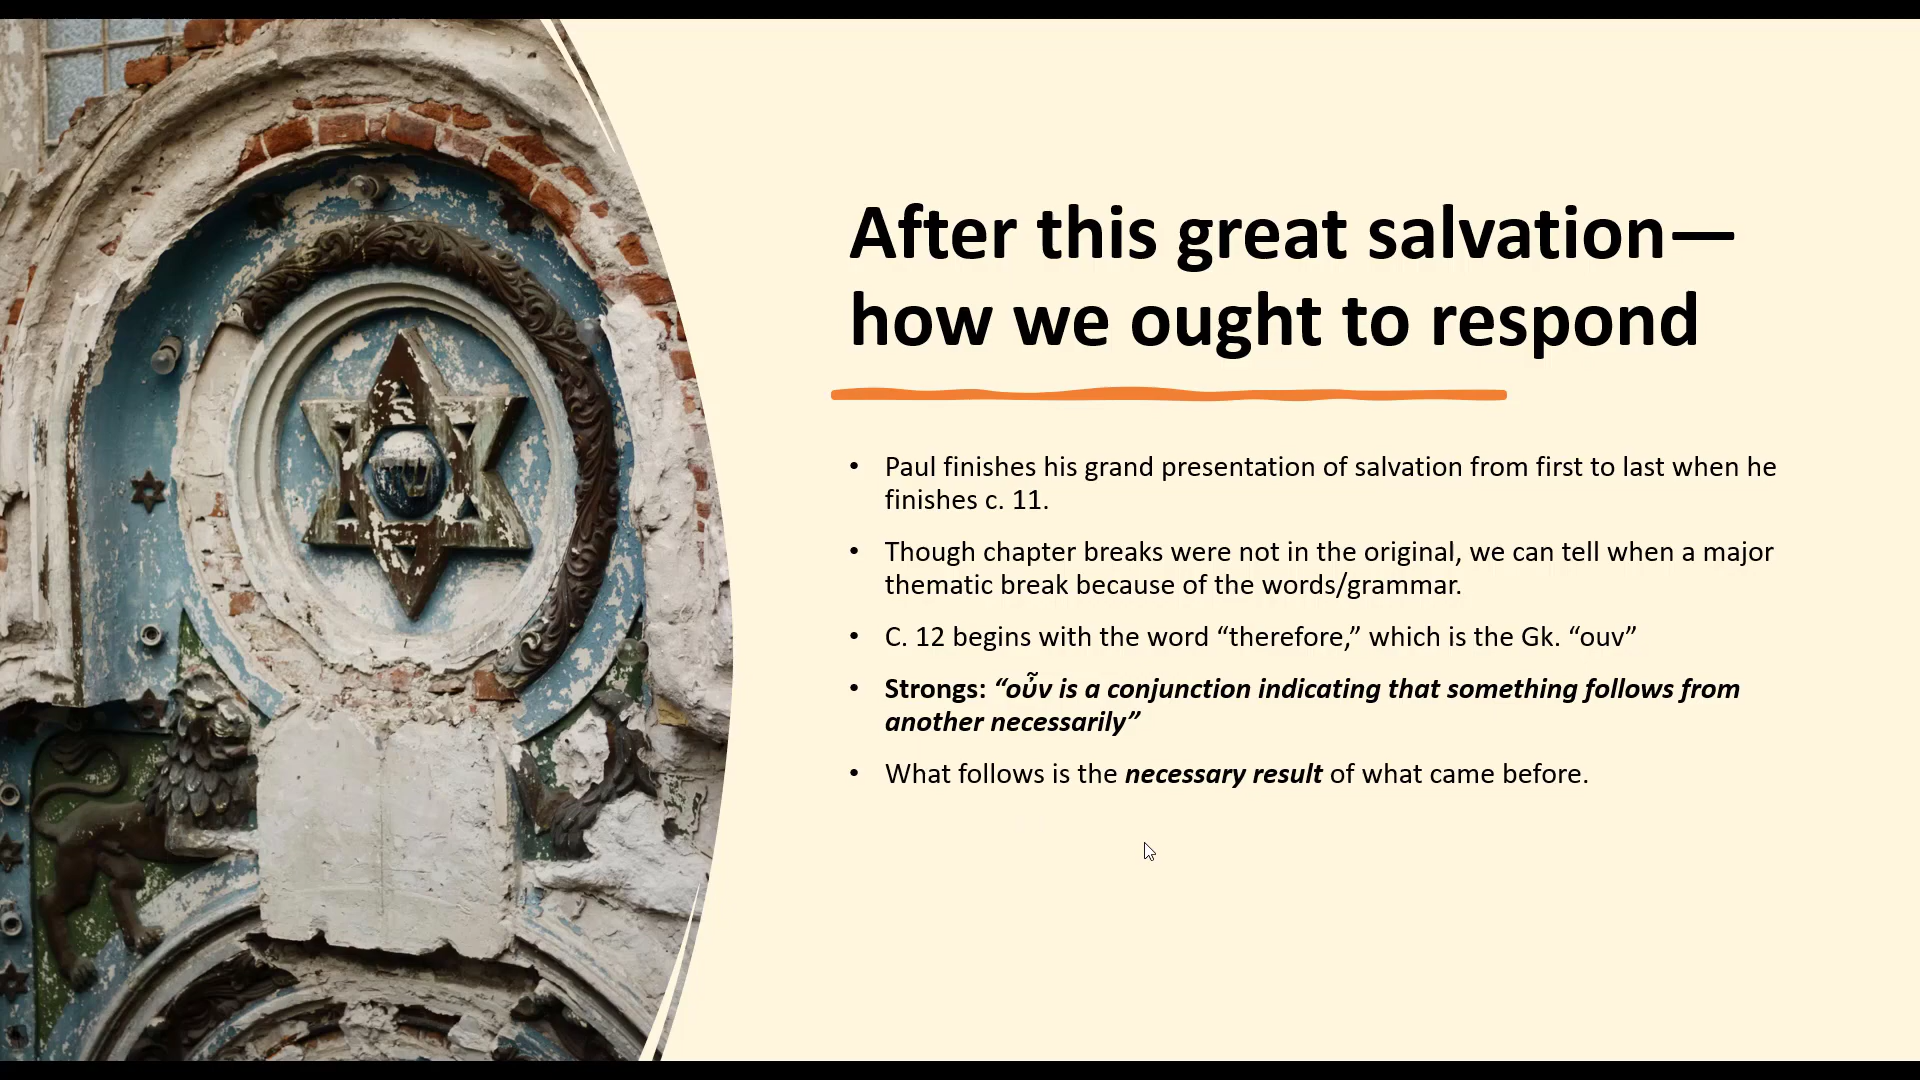 After this great salvation—
how we ought to respond
• Paul finishes his grand presentation of salvation from first to last when he
finishes c. 11.
• Though chapter breaks were not in the original, we can tell when a major
thematic break because of the words/grammar.
• C. 12 begins with the word “therefore,” which is the Gk. “ouv”
• Strongs: “οὖν is a conjunction indicating that something follows from
another necessarily”
• What follows is the necessary result of what came before.